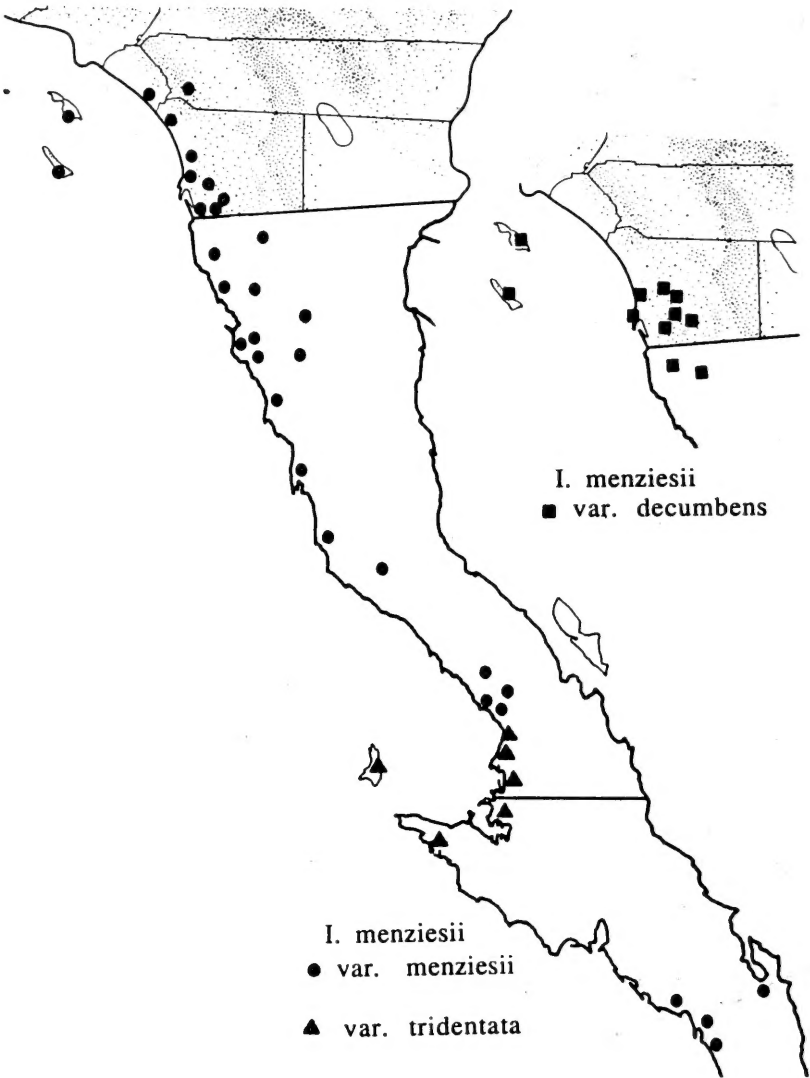 I. menziesii
■ var. decumbens
I. menziesii
● var. menziesii
▲ var. tridentata